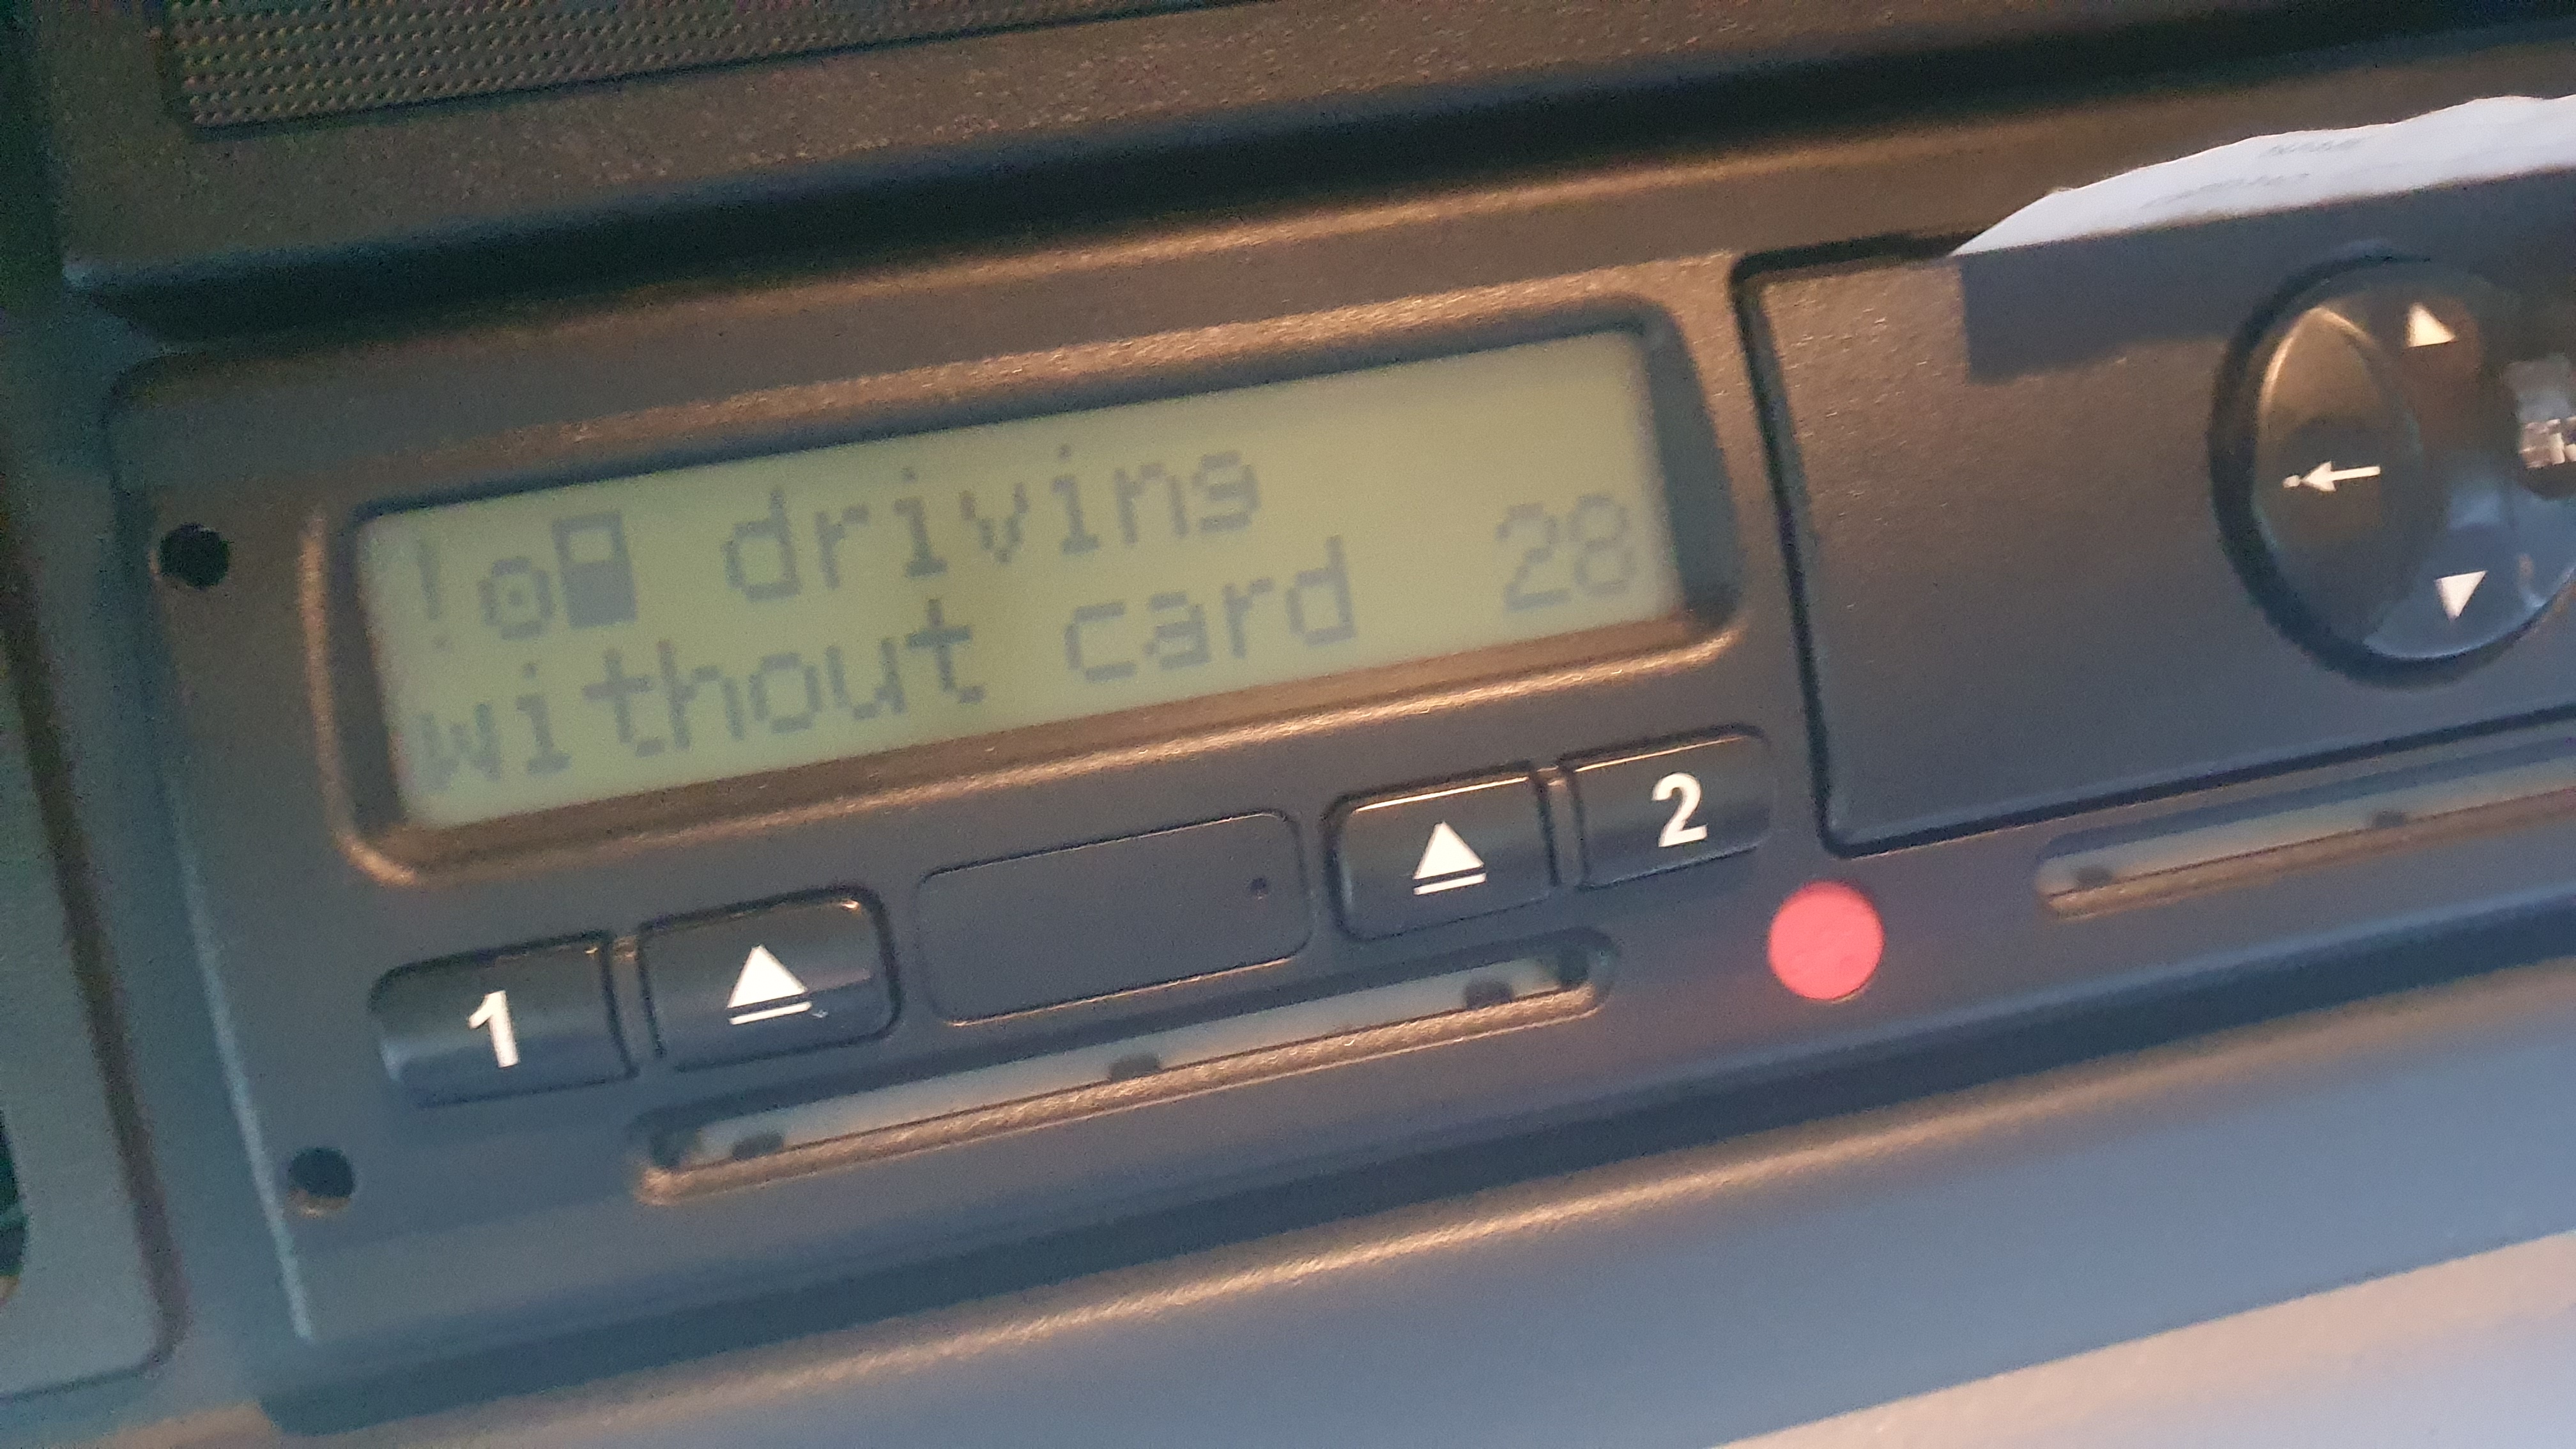 ! driving
without card 28
1
2